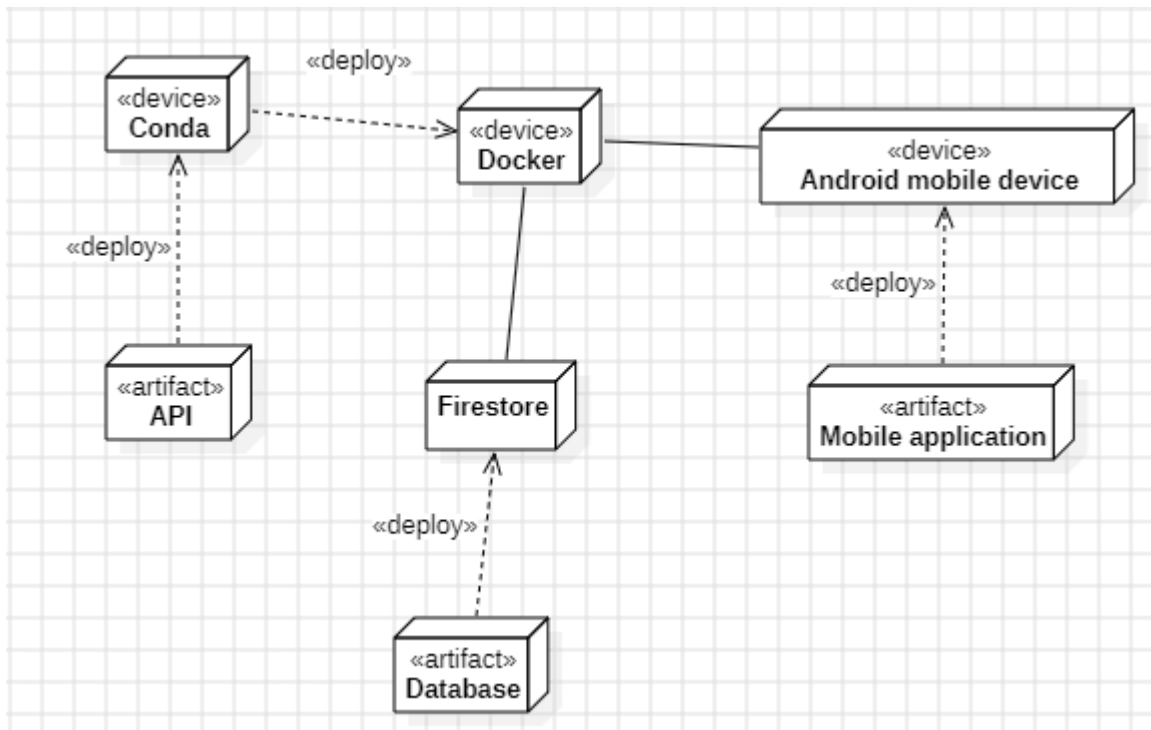 «deploy»
«device»
Conda
«device»
Docker
«device»
Android mobile device
«deploy»
«deploy»
«artifact»
API
Firestore
«artifact»
Mobile application
«deploy»
«artifact»
Database